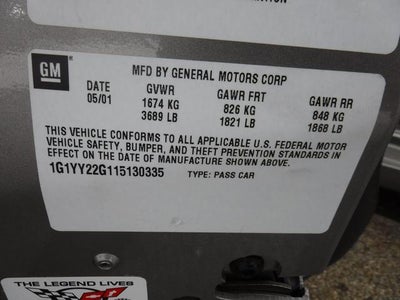 GM
MFD BY GENERAL MOTORS CORP
DATE GVWR GAWR FRT GAWR RR
05/01 1674 KG 826 KG 848 KG
3689 LB 1821 LB 1868 LB
THIS VEHICLE CONFORMS TO ALL APPLICABLE U.S. FEDERAL MOTOR
VEHICLE SAFETY, BUMPER, AND THEFT PREVENTION STANDARDS IN
EFFECT ON THE DATE OF MANUFACTURE SHOWN ABOVE.
1G1YY22G115130335 TYPE: PASS CAR
THE LEGEND LIVES